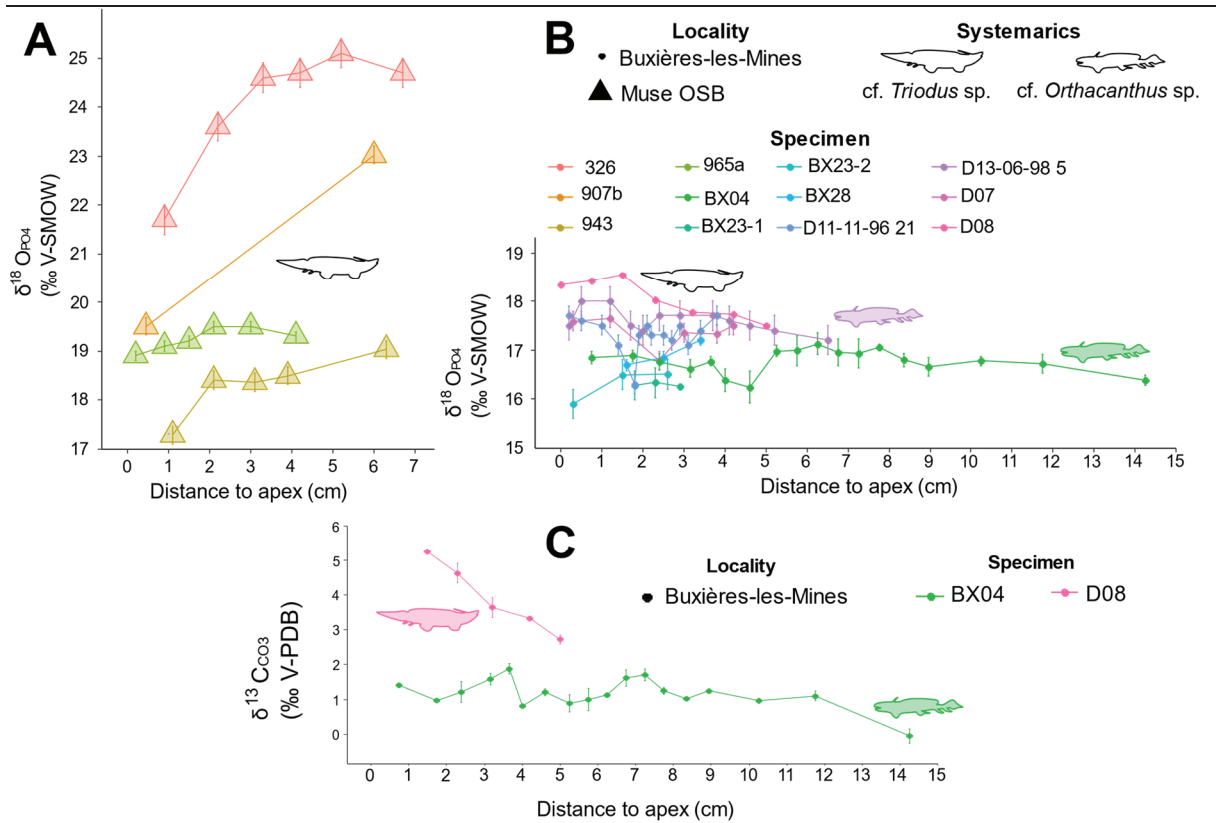 A
25
24
23
22
21
20
19
18
17
δ18 OPO4
(‰ V-SMOW)
0 1 2 3 4 5 6 7
Distance to apex (cm)
B
Locality
Buxières-les-Mines
Muse OSB
Systemarics
cf. Triodus sp. cf. Orthacanthus sp.
Specimen
326 965a BX23-2 D13-06-98 5
907b BX04 BX28 D07
943 BX23-1 D11-11-96 21 D08
19
18
17
16
15
δ18 OPO4
(‰ V-SMOW)
0 1 2 3 4 5 6 7 8 9 10 11 12 13 14 15
Distance to apex (cm)
C
Locality
Buxières-les-Mines
Specimen
BX04 D08
6
5
4
3
2
1
0
δ13 CCO3
(‰ V-PDB)
0 1 2 3 4 5 6 7 8 9 10 11 12 13 14 15
Distance to apex (cm)